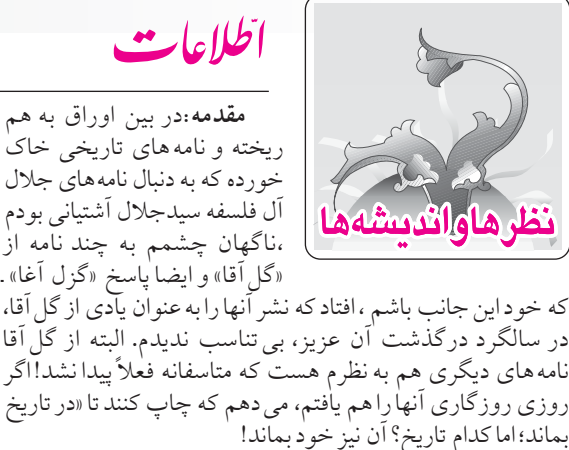 اطّلاعات
نظرهاواندیشه‌ها
مقدمه:در بین اوراق به هم
ریخته و نامه‌های تاریخی خاک
خورده که به دنبال نامه‌های جلال
آل فلسفه سیدجلال آشتیانی بودم
،ناگهان چشمم به چند نامه از
«گل آقا» و ایضا پاسخ «گزل آغا».
که خوداین جانب باشم ، افتاد که نشر آنها را به عنوان یادی از گل آقا،
در سالگرد درگذشت آن عزیز، بی‌تناسب ندیدم. البته از گل آقا
نامه‌های دیگری هم به نظرم هست که متاسفانه فعلاً پیدا نشد!اگر
روزی روزگاری آنها را هم یافتم، می‌دهم که چاپ کنند تا «در تاریخ
بماند؛اما کدام تاریخ؟ آن نیز خود بماند!